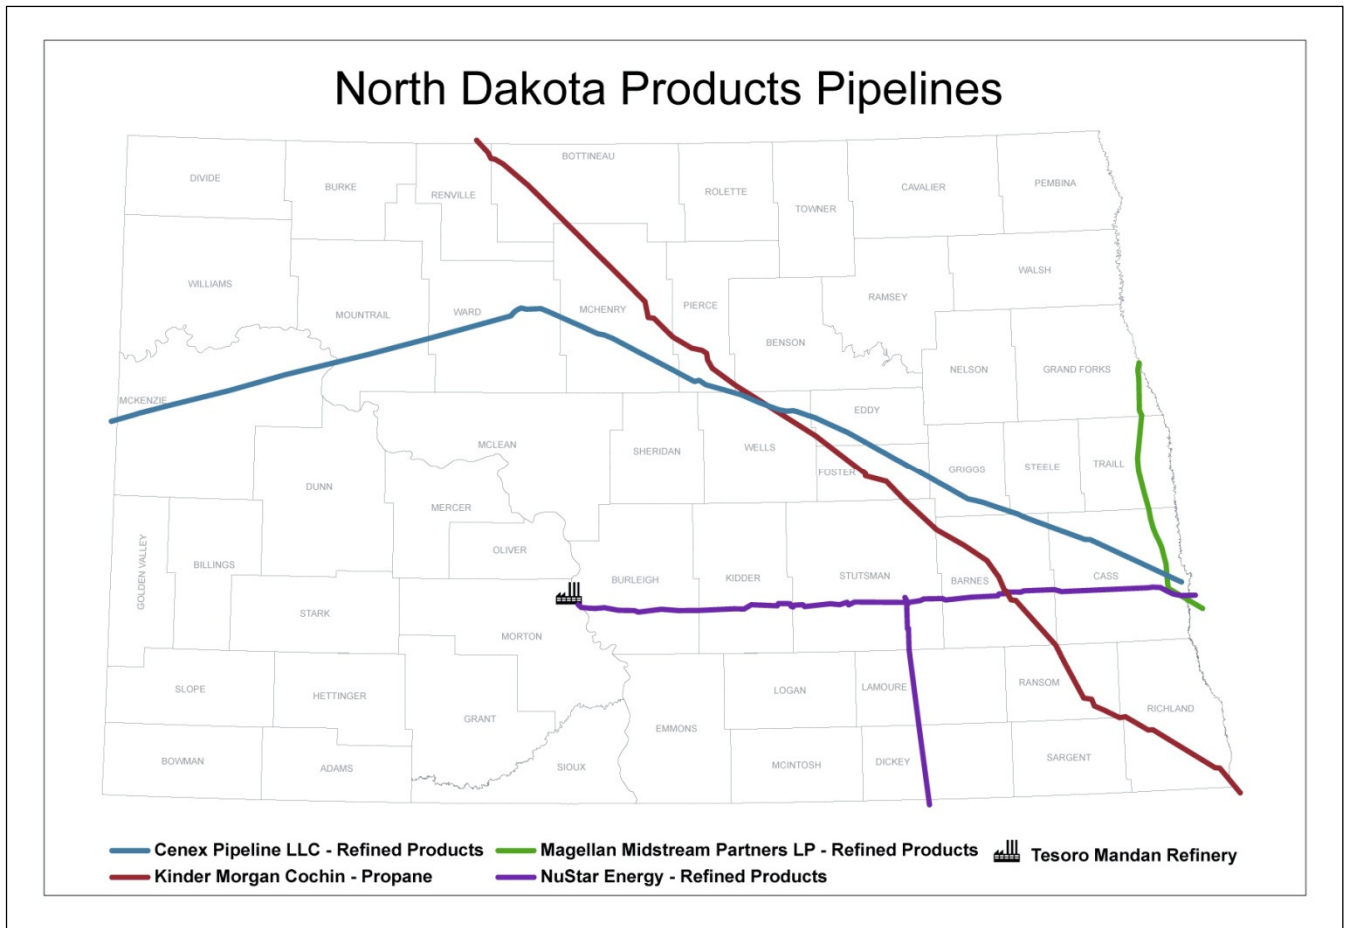 North Dakota Products Pipelines
BOTTINEAU
DIVIDE
BURKE
RENVILLE
ROLETTE
TOWNER
CAVALIER
PEMBINA
WILLIAMS
MOUNTRAIL
WARD
MCHENRY
PIERCE
BENSON
RAMSEY
WALSH
NELSON
GRAND FORKS
MCKENZIE
DUNN
MCLEAN
SHERIDAN
WELLS
EDDY
FOSTER
GRIGGS
STEELE
TRAILL
MERCER
OLIVER
GOLDEN VALLEY
BILLINGS
STARK
MORTON
BURLEIGH
KIDDER
STUTSMAN
BARNES
CASS
SLOPE
HETTINGER
GRANT
EMMONS
LOGAN
LAMOURE
RANSOM
RICHLAND
BOWMAN
ADAMS
SIOUX
MCINTOSH
DICKEY
SARGENT
Cenex Pipeline LLC - Refined Products
Magellan Midstream Partners LP - Refined Products
Tesoro Mandan Refinery
Kinder Morgan Cochin - Propane
NuStar Energy - Refined Products